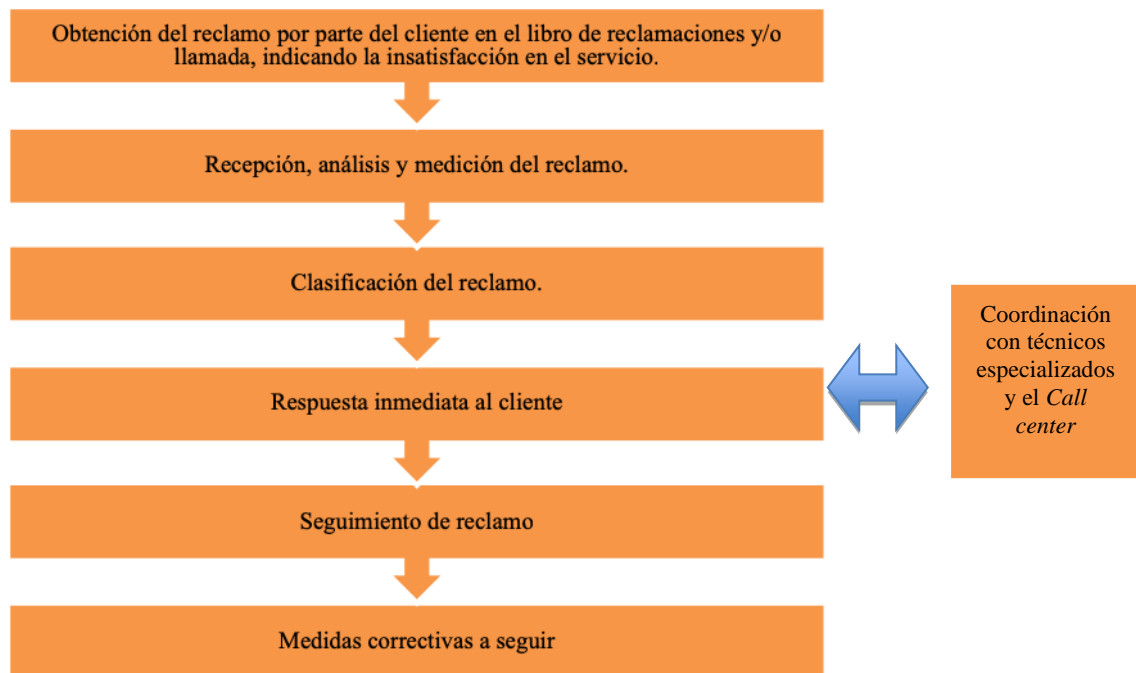 Obtención del reclamo por parte del cliente en el libro de reclamaciones y/o
llamada, indicando la insatisfacción en el servicio.
Recepción, análisis y medición del reclamo.
Clasificación del reclamo.
Respuesta inmediata al cliente
Coordinación
con técnicos
especializados
y el Call
center
Seguimiento de reclamo
Medidas correctivas a seguir